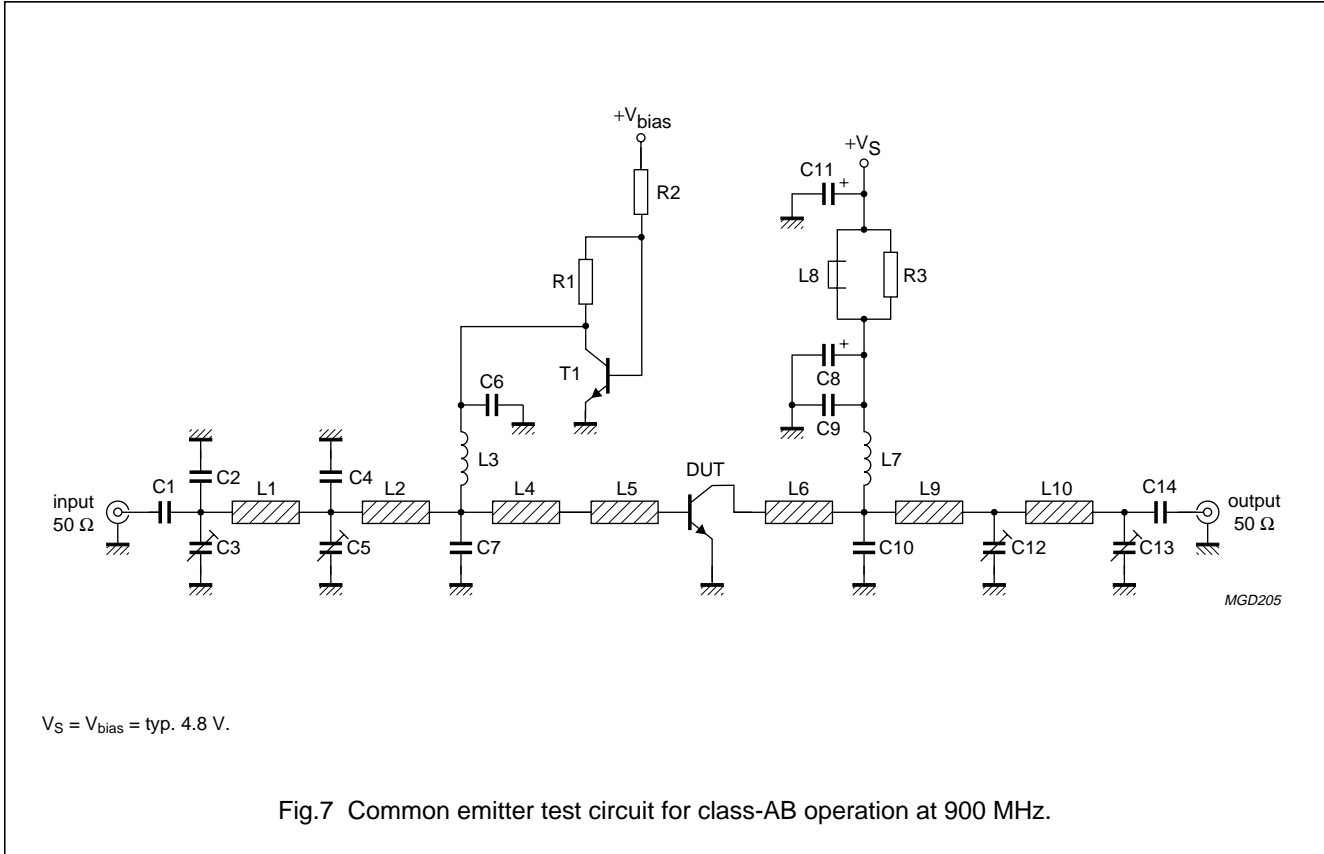 +Vbias
+VS
C11
+
R2
L8
R3
R1
+
C8
T1
C6
C9
L3
L7
DUT
input
50 Ω
C1
C2
L1
C4
L2
L4
L5
L6
L9
L10
C14
output
50 Ω
C3
C5
C7
C10
C12
C13
MGD205
VS = Vbias = typ. 4.8 V.
Fig.7 Common emitter test circuit for class-AB operation at 900 MHz.